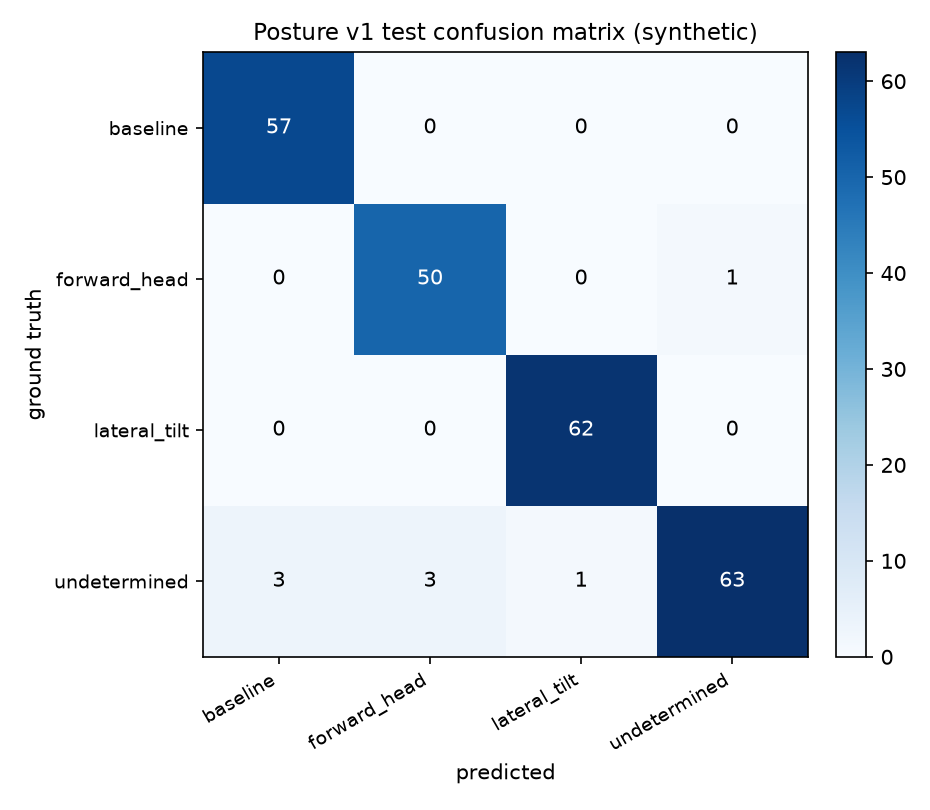 Posture v1 test confusion matrix (synthetic)
baseline 57 0 0 0
forward_head 0 50 0 1
lateral_tilt 0 0 62 0
undetermined 3 3 1 63
ground truth
baseline
forward_head
lateral_tilt
undetermined
predicted
60
50
40
30
20
10
0